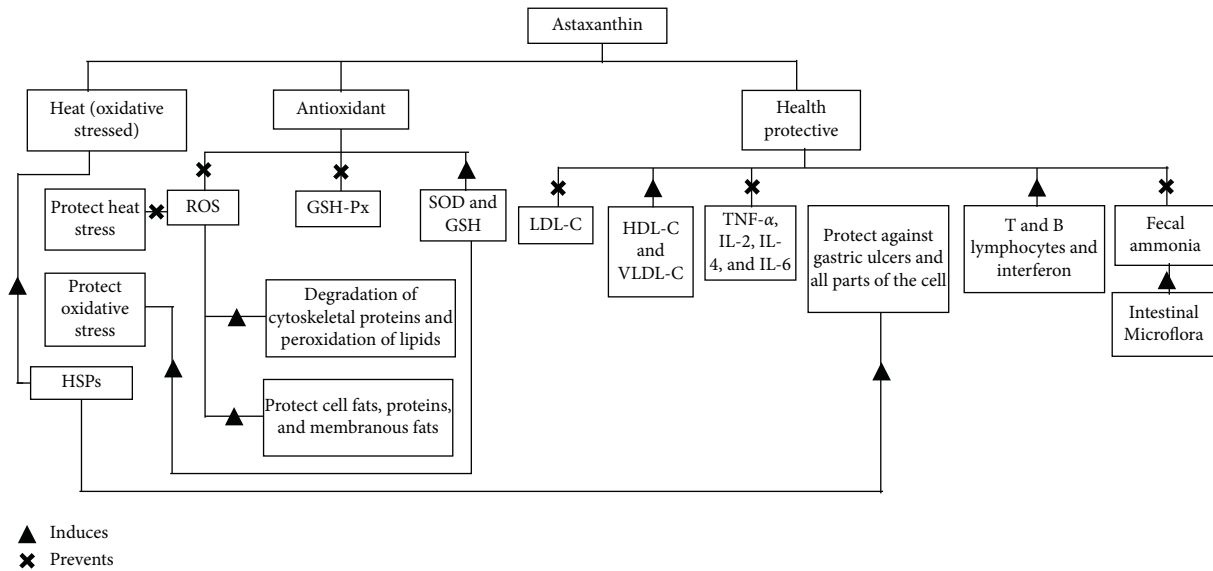 Astaxanthin
Heat (oxidative
stressed)
Antioxidant
Health
protective
Protect heat
stress
ROS
GSH-Px
SOD and
GSH
LDL-C
HDL-C
and
VLDL-C
TNF-α,
IL-2, IL-
4, and IL-6
Protect against
gastric ulcers and
all parts of the cell
T and B
lymphocytes and
interferon
Fecal
ammonia
Protect
oxidative
stress
Degradation of
cytoskeletal proteins and
peroxidation of lipids
Intestinal
Microflora
HSPs
Protect cell fats, proteins,
and membranous fats
Induces
Prevents